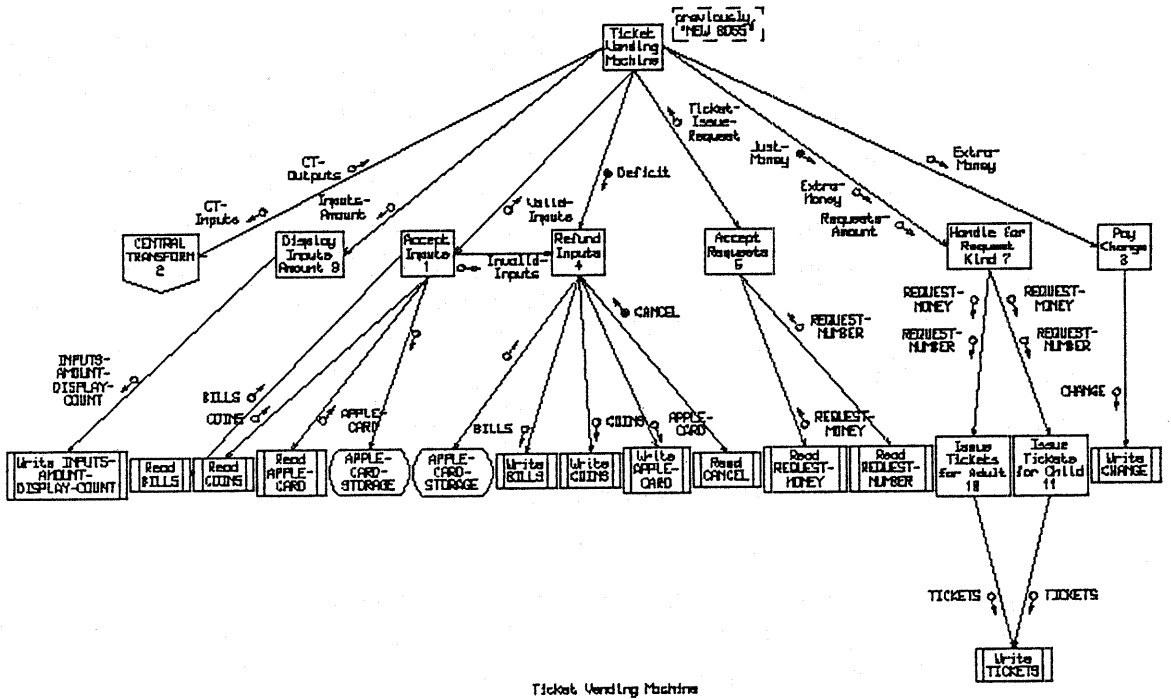 previously
"NEW BOSS"
Ticket
Vending
Machine
Ticket-
Issue-
Request
CT-
Outputs
Just-
Money
Extra-
Money
Deficit
CT-
Inputs
Inputs-
Amount
Valid-
Inputs
Extra-
Money
Requests-
Amount
CENTRAL
TRANSFORM
2
Display
Inputs
Amount 9
Accept
Inputs
1
Invalid-
Inputs
Refund
Inputs
4
Accept
Requests
5
Handle for
Request
Kind 7
Pay
Change
8
REQUEST-
MONEY
REQUEST-
MONEY
CANCEL
REQUEST-
NUMBER
REQUEST-
NUMBER
REQUEST-
NUMBER
INPUTS-
AMOUNT-
DISPLAY-
COUNT
BILLS
COINS
APPLE-
CARD
BILLS
COINS
APPLE-
CARD
REQUEST-
MONEY
CHANGE
Write INPUTS-
AMOUNT-
DISPLAY-COUNT
Read
BILLS
Read
COINS
Read
APPLE-
CARD
APPLE-
CARD-
STORAGE
APPLE-
CARD-
STORAGE
Write
BILLS
Write
COINS
Write
APPLE-
CARD
Read
CANCEL
Read
REQUEST-
MONEY
Read
REQUEST-
NUMBER
Issue
Tickets
for Adult
10
Issue
Tickets
for Child
11
Write
CHANGE
TICKETS
TICKETS
Write
TICKETS
Ticket Vending Machine